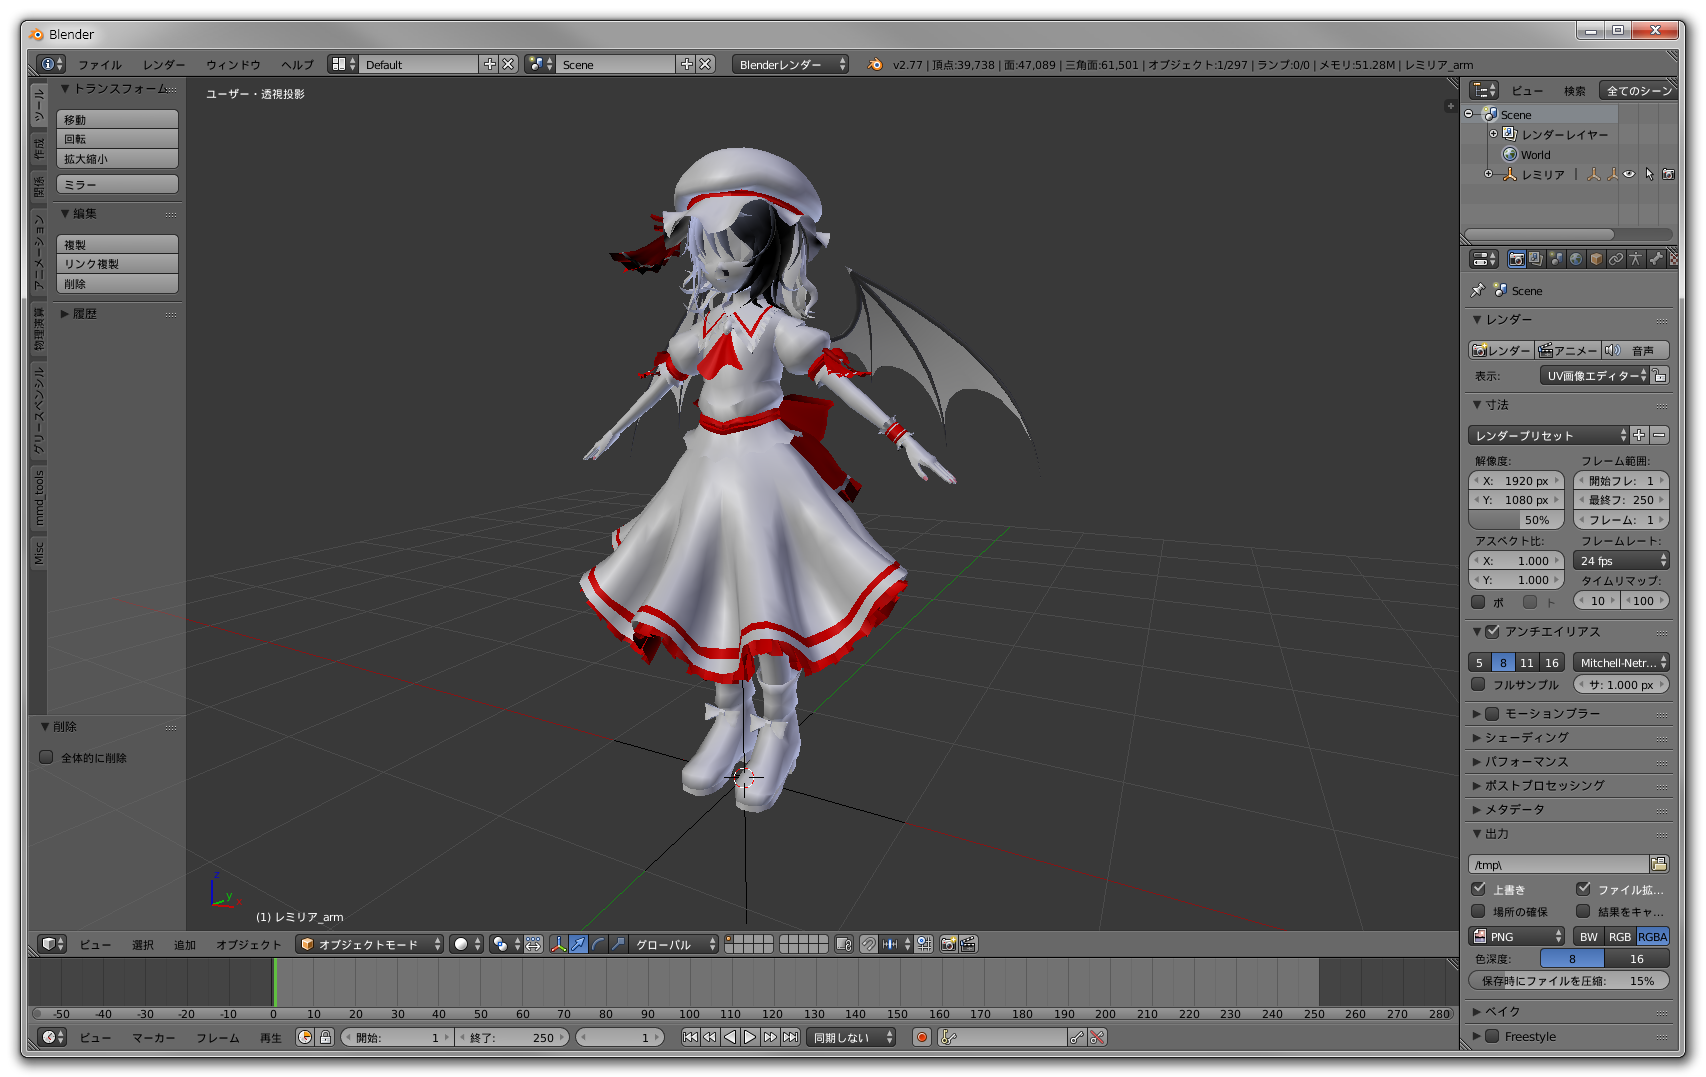 Blender
ファイル レンダー ウィンドウ ヘルプ Default Scene Blenderレンダー v2.77 | 頂点:39,738 | 面:47,089 | 三角面:61,501 | オブジェクト:1/297 | ランプ:0/0 | メモリ:51.28M | レミリア_arm
ツール
作成
関係
アニメーション
物理演算
グリースペンシル
mmd_tools
Misc
トランスフォーム
移動
回転
拡大縮小
ミラー
編集
複製
リンク複製
削除
履歴
削除
全体的に削除
ユーザー・透視投影
z
y
x
(1) レミリア_arm
ビュー 選択 追加 オブジェクト オブジェクトモード グローバル
-50 -40 -30 -20 -10 0 10 20 30 40 50 60 70 80 90 100 110 120 130 140 150 160 170 180 190 200 210 220 230 240 250 260 270 280
ビュー マーカー フレーム 再生 開始: 1 終了: 250 1 同期しない
ビュー 検索 全てのシーン
Scene
レンダーレイヤー
World
レミリア
Scene
レンダー
レンダー アニメー 音声
表示: UV画像エディター
寸法
レンダープリセット
解像度: フレーム範囲:
X: 1920 px 開始フレ: 1
Y: 1080 px 最終フ: 250
50% フレーム: 1
アスペクト比: フレームレート:
X: 1.000 24 fps
Y: 1.000 タイムリマップ:
ボ ト 10 100
アンチエイリアス
5 8 11 16 Mitchell-Netr...
フルサンプル サ: 1.000 px
モーションブラー
シェーディング
パフォーマンス
ポストプロセッシング
メタデータ
出力
/tmp\
上書き ファイル拡...
場所の確保 結果をキャ...
PNG BW RGB RGBA
色深度: 8 16
保存時にファイルを圧縮: 15%
ベイク
Freestyle